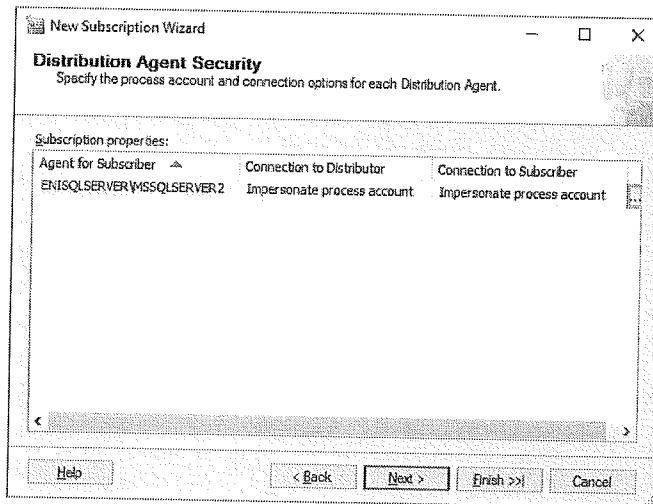 New Subscription Wizard
Distribution Agent Security
Specify the process account and connection options for each Distribution Agent.
Subscription properties:
Agent for Subscriber Connection to Distributor Connection to Subscriber
ENISQLSERVER\MSSQLSERVER2 Impersonate process account Impersonate process account ...
Help < Back Next > Finish >>| Cancel